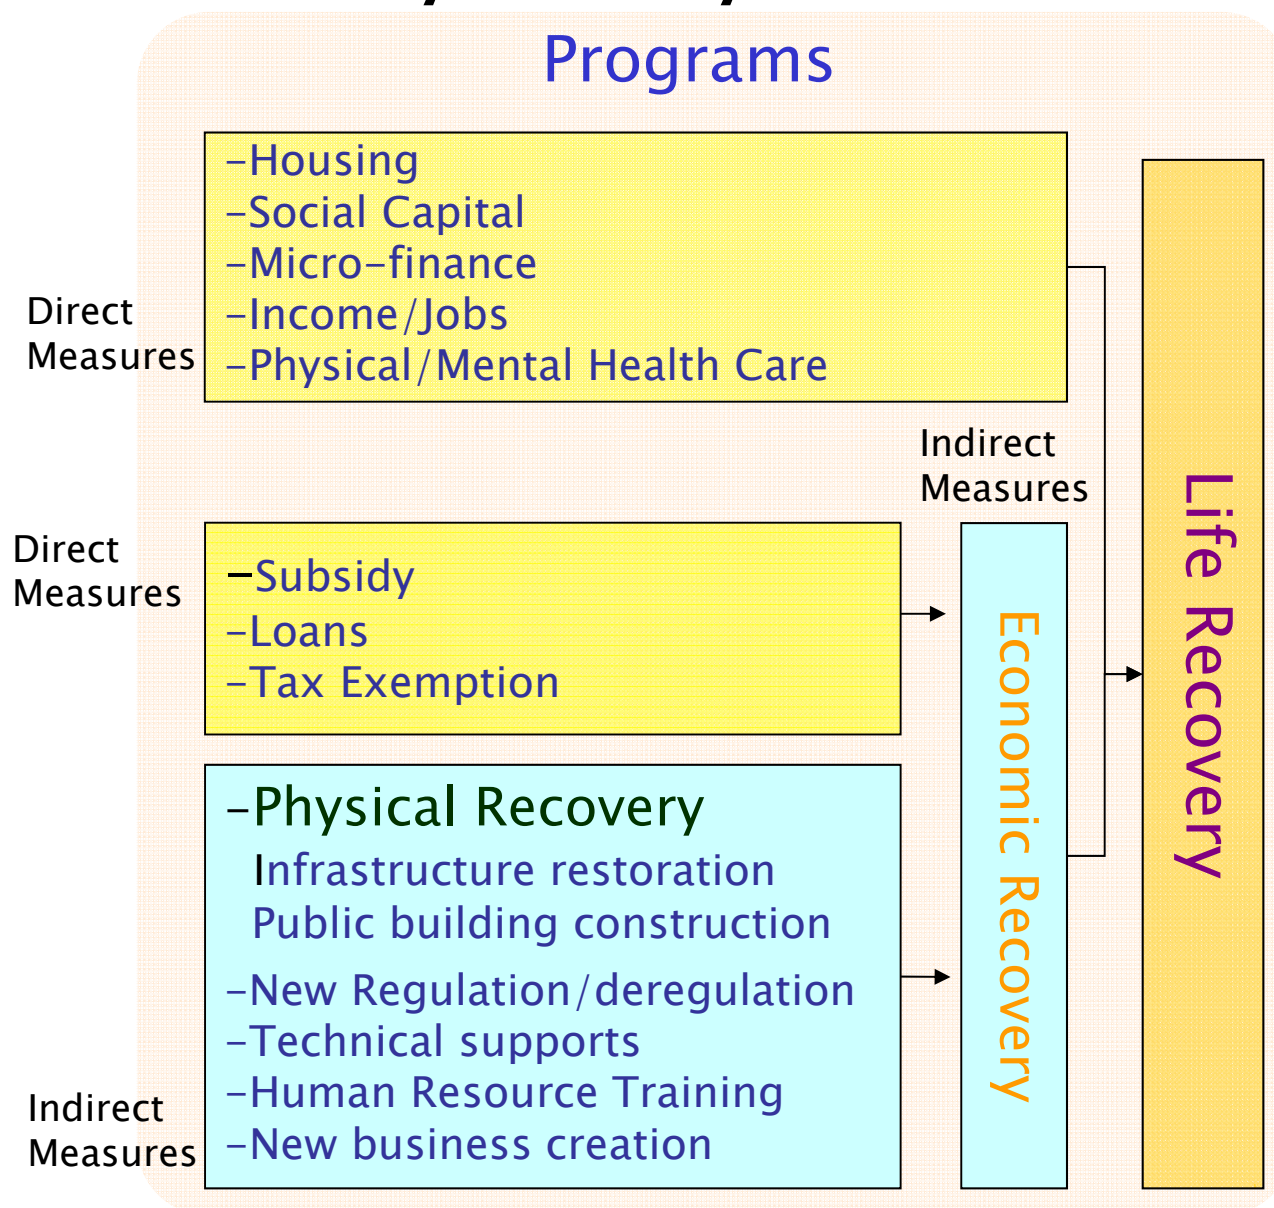 Programs
-Housing
-Social Capital
-Micro-finance
-Income/Jobs
-Physical/Mental Health Care
Direct
Measures
Indirect
Measures
Direct
Measures
-Subsidy
-Loans
-Tax Exemption
-Physical Recovery
Infrastructure restoration
Public building construction
-New Regulation/deregulation
-Technical supports
-Human Resource Training
-New business creation
Indirect
Measures
Economic Recovery
Life Recovery